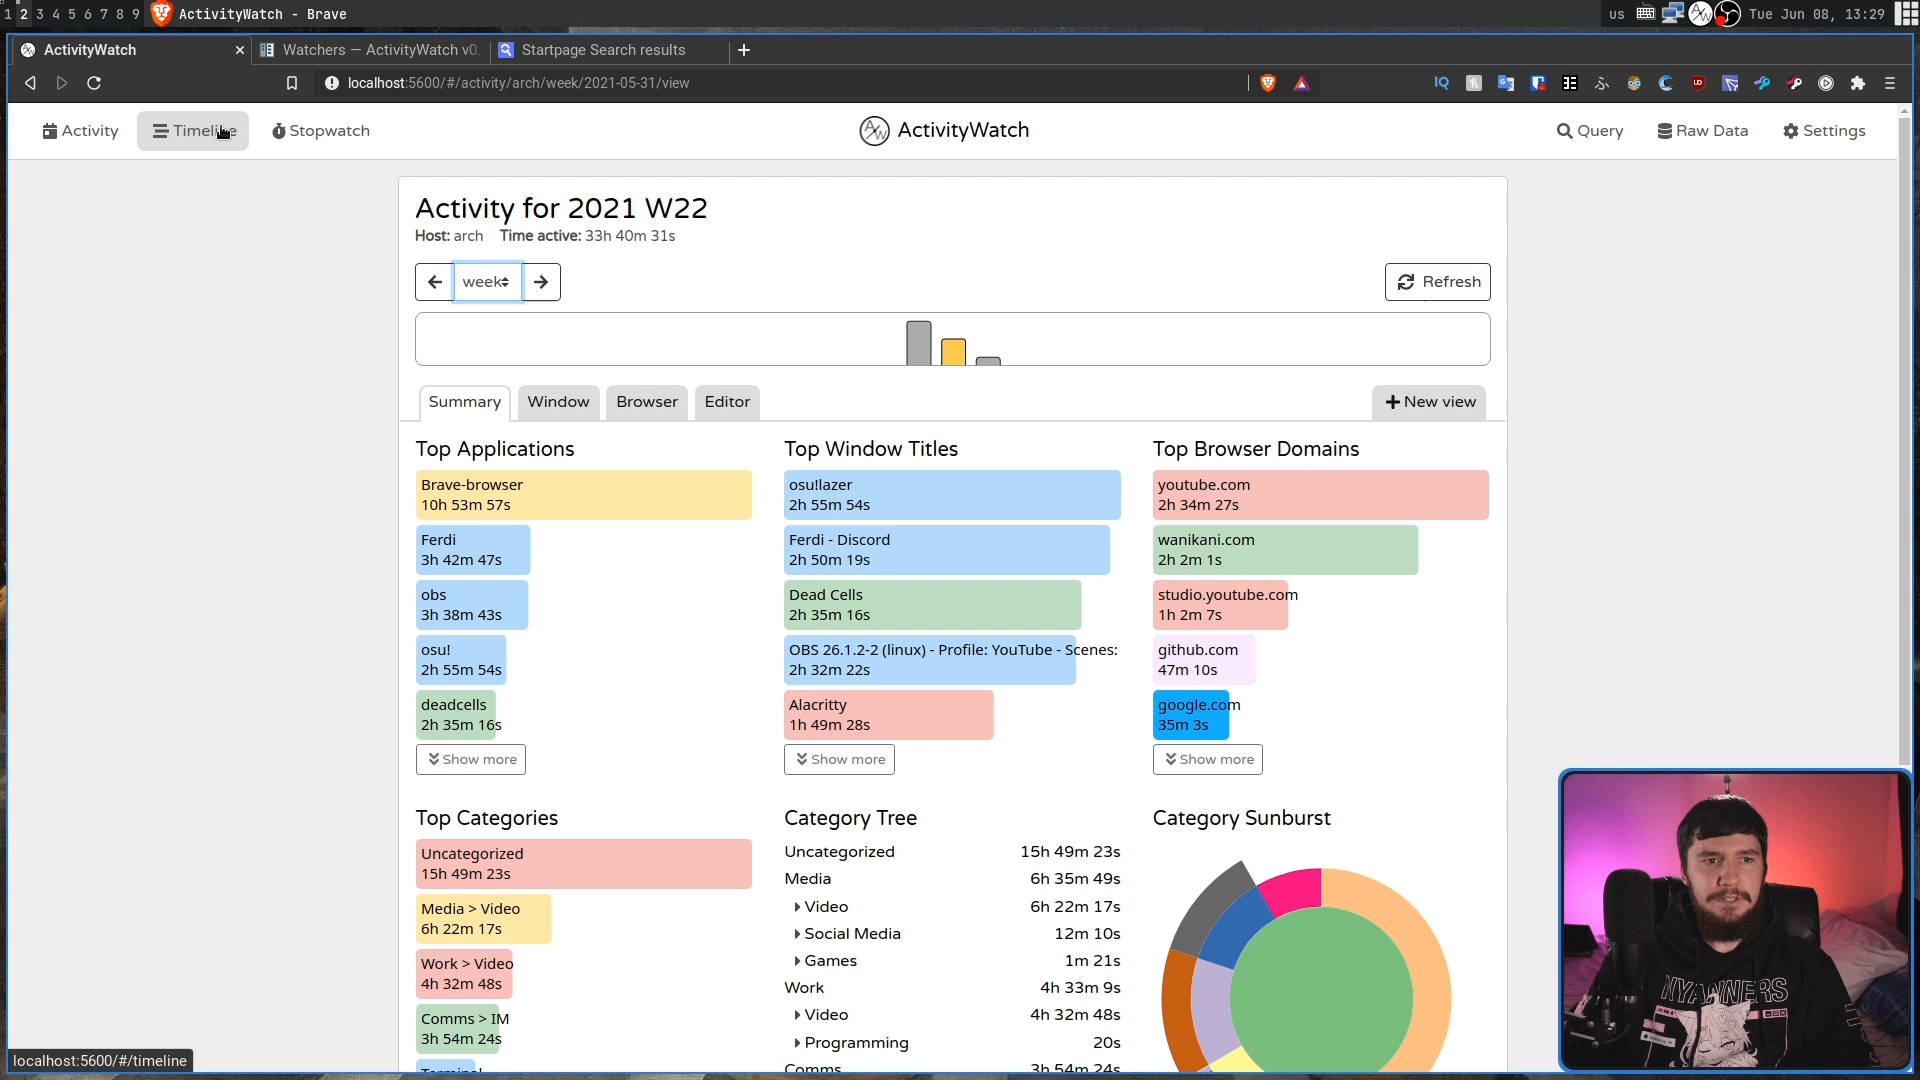 1 2 3 4 5 6 7 8 9 ActivityWatch - Brave
us Tue Jun 08, 13:29
ActivityWatch
Watchers — ActivityWatch v0.
Startpage Search results
localhost:5600/#/activity/arch/week/2021-05-31/view
Activity
Timeline
Stopwatch
ActivityWatch
Query
Raw Data
Settings
Activity for 2021 W22
Host: arch Time active: 33h 40m 31s
week
Refresh
Summary
Window
Browser
Editor
New view
Top Applications
Brave-browser
10h 53m 57s
Ferdi
3h 42m 47s
obs
3h 38m 43s
osu!
2h 55m 54s
deadcells
2h 35m 16s
Show more
Top Window Titles
osu!lazer
2h 55m 54s
Ferdi - Discord
2h 50m 19s
Dead Cells
2h 35m 16s
OBS 26.1.2-2 (linux) - Profile: YouTube - Scenes:
2h 32m 22s
Alacritty
1h 49m 28s
Show more
Top Browser Domains
youtube.com
2h 34m 27s
wanikani.com
2h 2m 1s
studio.youtube.com
1h 2m 7s
github.com
47m 10s
google.com
35m 3s
Show more
Top Categories
Uncategorized
15h 49m 23s
Media > Video
6h 22m 17s
Work > Video
4h 32m 48s
Comms > IM
3h 54m 24s
Terminal
Category Tree
Uncategorized 15h 49m 23s
Media 6h 35m 49s
Video 6h 22m 17s
Social Media 12m 10s
Games 1m 21s
Work 4h 33m 9s
Video 4h 32m 48s
Programming 20s
Comms 3h 54m 24s
Category Sunburst
NYANNERS
localhost:5600/#/timeline